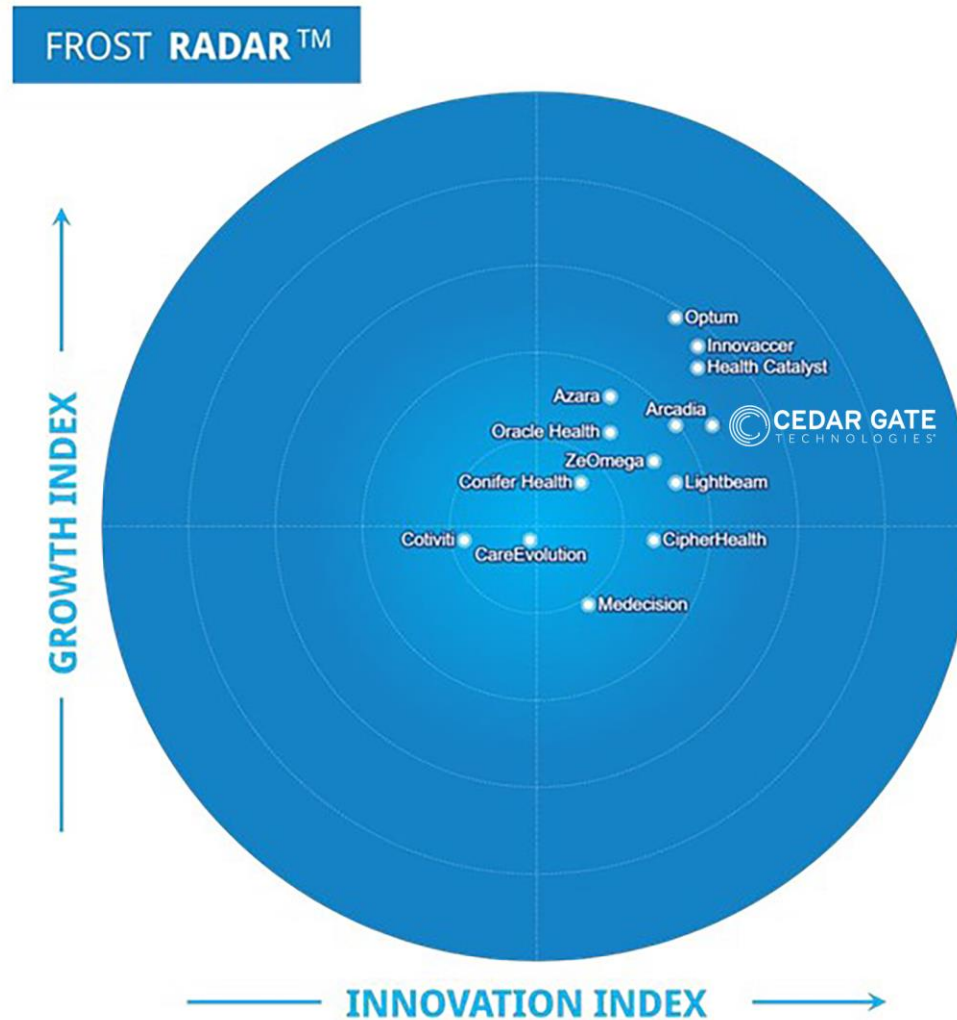 FROST RADAR™
GROWTH INDEX
Optum
Innovaccer
Health Catalyst
Azara
Arcadia
CEDAR GATE
TECHNOLOGIES
Oracle Health
ZeOmega
Conifer Health
Lightbeam
Cotiviti
CareEvolution
CipherHealth
Medecision
INNOVATION INDEX